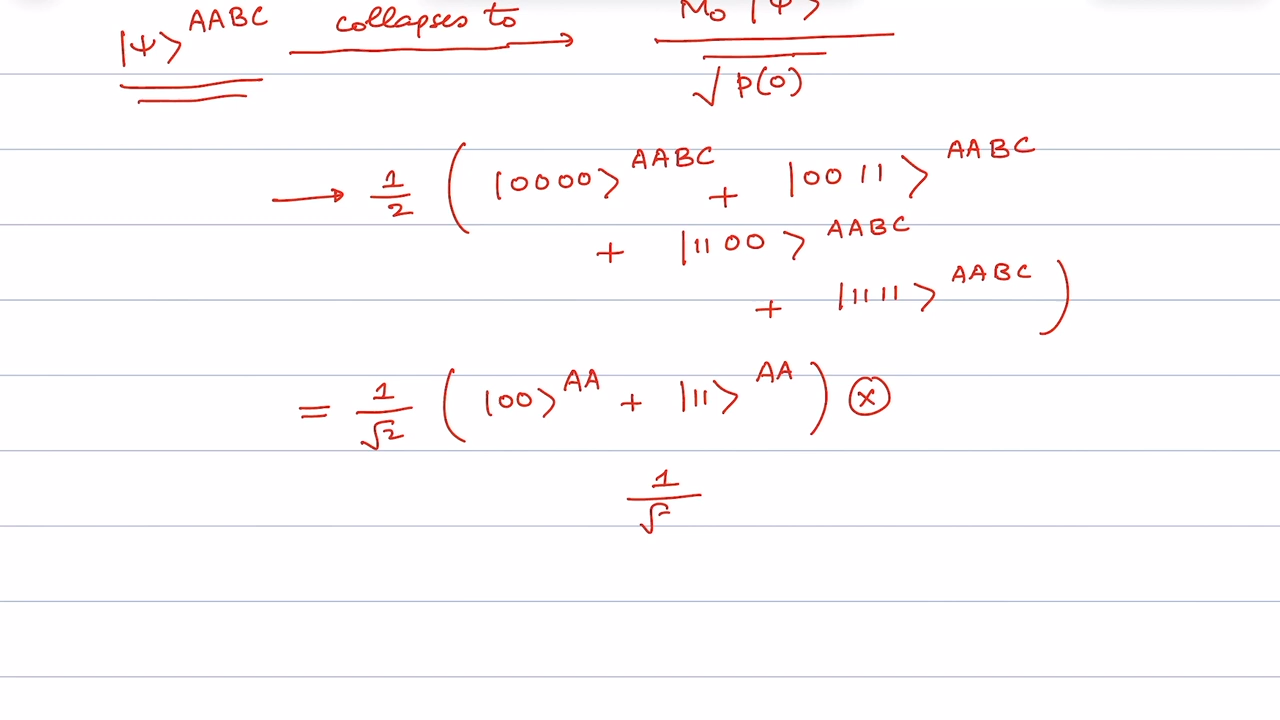 |Ψ⟩^AABC collapses to → M₀ |Ψ⟩ / √p(0)
→ 1/2 ( |0000⟩^AABC + |0011⟩^AABC
+ |1100⟩^AABC
+ |1111⟩^AABC )
= 1/√2 ( |00⟩^AA + |11⟩^AA ) ⊗
1/√